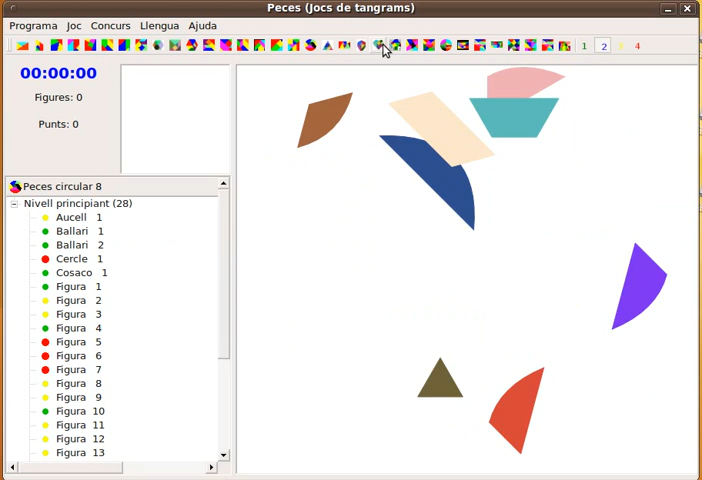 Peces (Jocs de tangrams)
Programa Joc Concurs Llengua Ajuda
1 2 3 4
00:00:00
Figures: 0
Punts: 0
Peces circular 8
Nivell principiant (28)
Aucell 1
Ballari 1
Ballari 2
Cercle 1
Cosaco 1
Figura 1
Figura 2
Figura 3
Figura 4
Figura 5
Figura 6
Figura 7
Figura 8
Figura 9
Figura 10
Figura 11
Figura 12
Figura 13